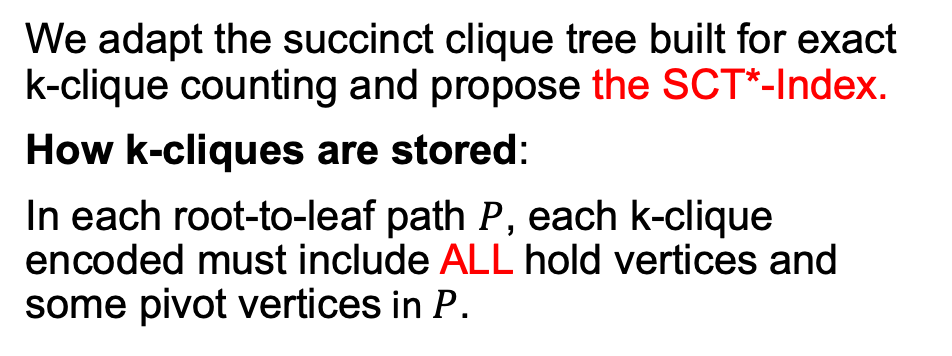 We adapt the succinct clique tree built for exact
k-clique counting and propose the SCT*-Index.
How k-cliques are stored:
In each root-to-leaf path P, each k-clique
encoded must include ALL hold vertices and
some pivot vertices in P.